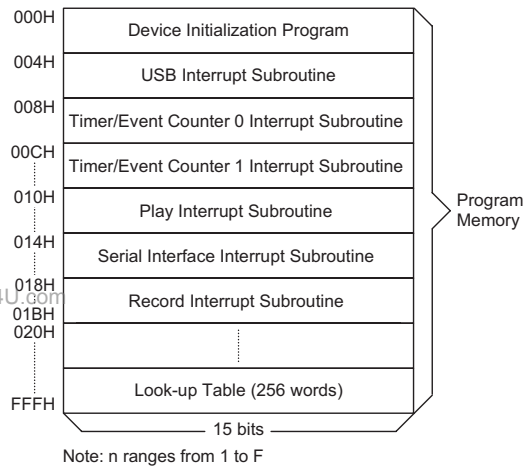 000H
Device Initialization Program
004H
USB Interrupt Subroutine
008H
Timer/Event Counter 0 Interrupt Subroutine
00CH
Timer/Event Counter 1 Interrupt Subroutine
010H
Play Interrupt Subroutine
Program
Memory
014H
Serial Interface Interrupt Subroutine
018H
4U.com
Record Interrupt Subroutine
01BH
020H
Look-up Table (256 words)
FFFH
15 bits
Note: n ranges from 1 to F